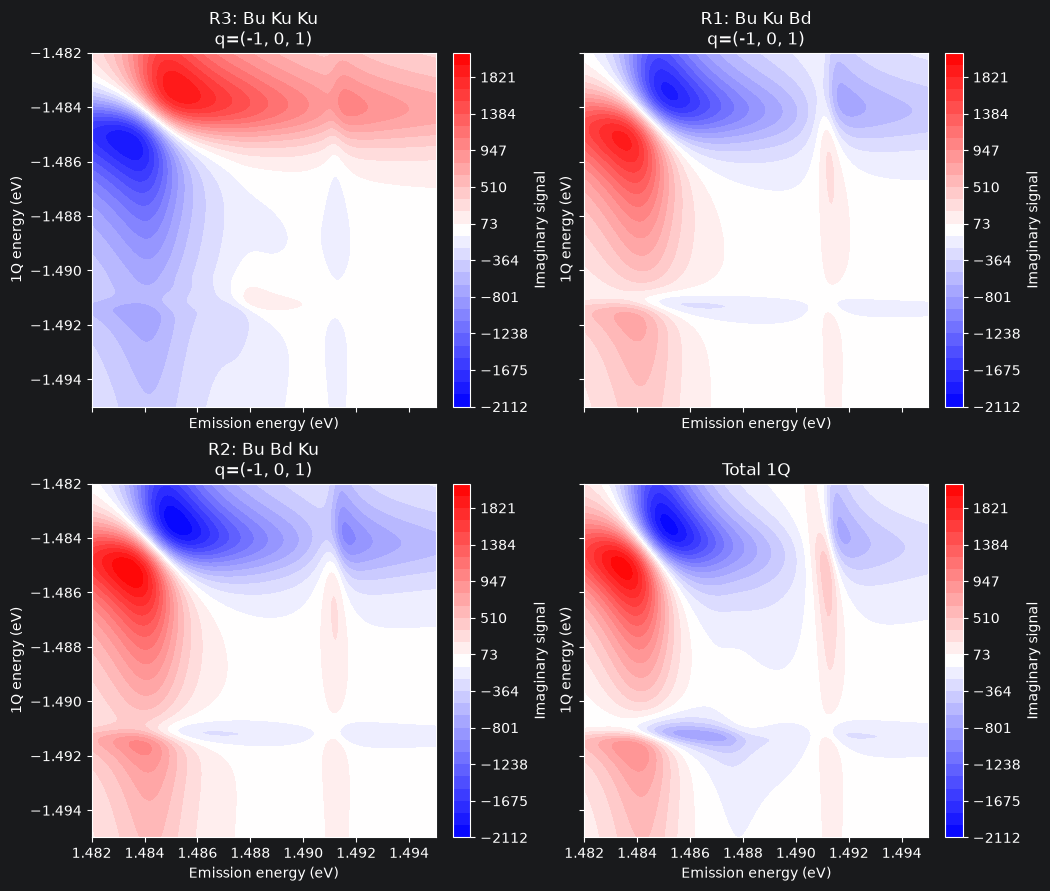 R3: Bu Ku Ku
q=(-1, 0, 1)
−1.482
−1.484
−1.486
−1.488
−1.490
−1.492
−1.494
1Q energy (eV)
Emission energy (eV)
1821
1384
947
510
73
−364
−801
−1238
−1675
−2112
Imaginary signal
R1: Bu Ku Bd
q=(-1, 0, 1)
1Q energy (eV)
Emission energy (eV)
1821
1384
947
510
73
−364
−801
−1238
−1675
−2112
Imaginary signal
R2: Bu Bd Ku
q=(-1, 0, 1)
−1.482
−1.484
−1.486
−1.488
−1.490
−1.492
−1.494
1Q energy (eV)
1.482 1.484 1.486 1.488 1.490 1.492 1.494
Emission energy (eV)
1821
1384
947
510
73
−364
−801
−1238
−1675
−2112
Imaginary signal
Total 1Q
1Q energy (eV)
1.482 1.484 1.486 1.488 1.490 1.492 1.494
Emission energy (eV)
1821
1384
947
510
73
−364
−801
−1238
−1675
−2112
Imaginary signal